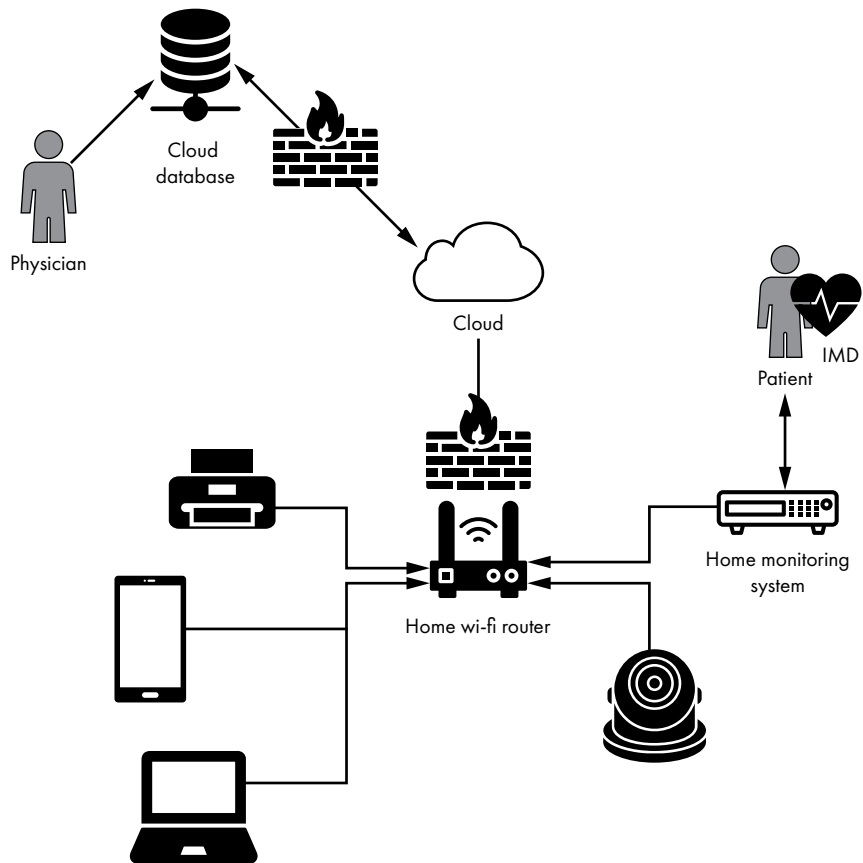 Cloud
database
Physician
Cloud
IMD
Patient
Home monitoring
system
Home wi-fi router